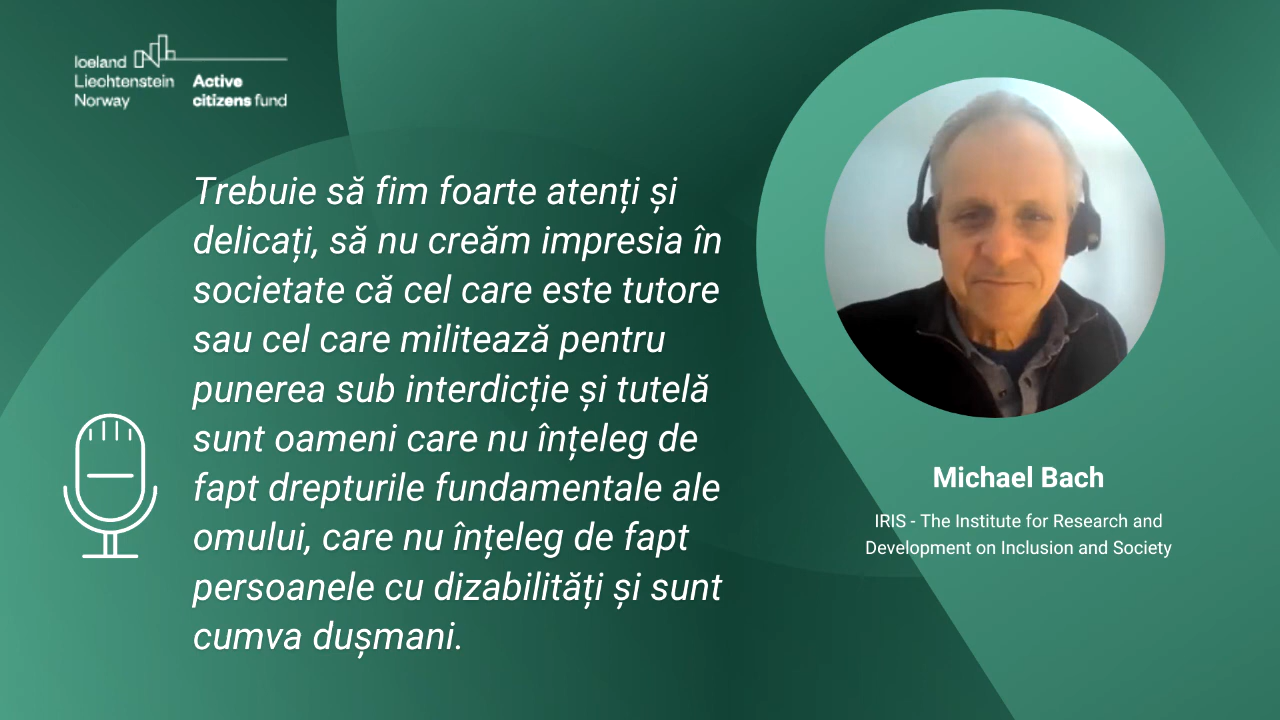 Iceland
Liechtenstein Active
Norway citizens fund
Trebuie să fim foarte atenți și
delicați, să nu creăm impresia în
societate că cel care este tutore
sau cel care militează pentru
punerea sub interdicție și tutelă
sunt oameni care nu înțeleg de
fapt drepturile fundamentale ale
omului, care nu înțeleg de fapt
persoanele cu dizabilități și sunt
cumva dușmani.
Michael Bach
IRIS - The Institute for Research and
Development on Inclusion and Society